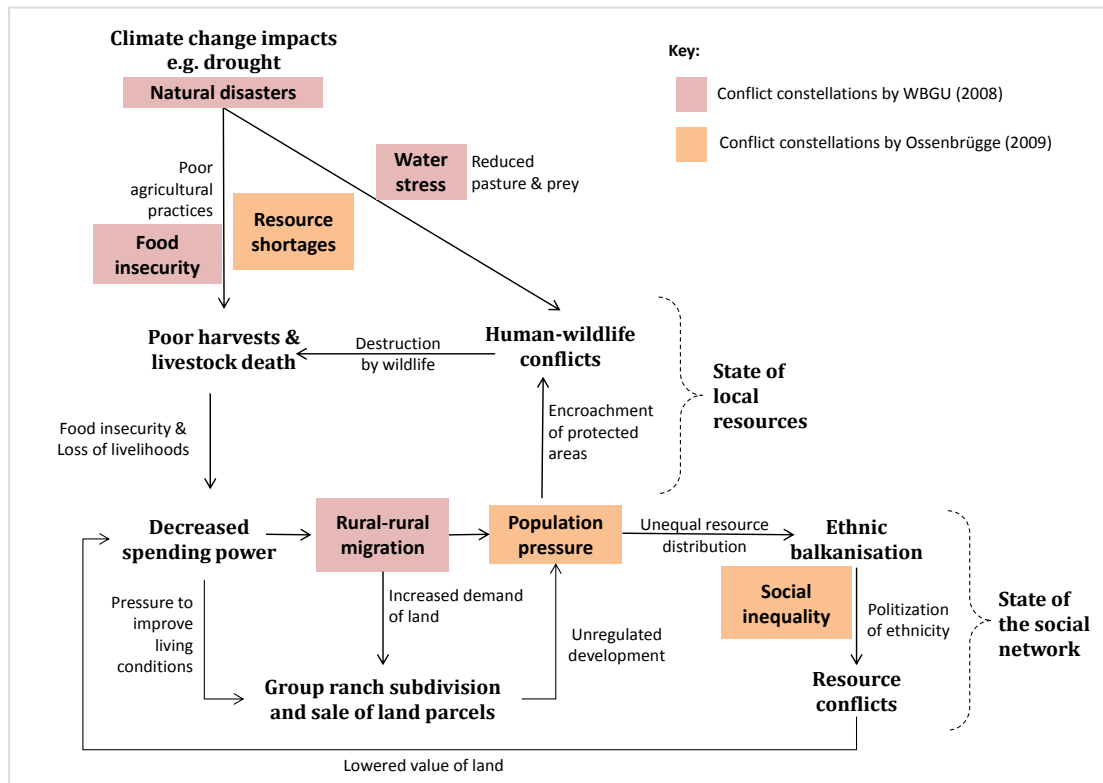 Climate change impacts
e.g. drought
Natural disasters
Key:
Conflict constellations by WBGU (2008)
Conflict constellations by Ossenbrügge (2009)
Poor
agricultural
practices
Water
stress
Reduced
pasture & prey
Resource
shortages
Food
insecurity
Poor harvests &
livestock death
Destruction
by wildlife
Human-wildlife
conflicts
State of
local
resources
Food insecurity &
Loss of livelihoods
Encroachment
of protected
areas
Decreased
spending power
Rural-rural
migration
Population
pressure
Unequal resource
distribution
Ethnic
balkanisation
Pressure to
improve
living
conditions
Increased demand
of land
Unregulated
development
Social
inequality
Politization
of ethnicity
State of
the social
network
Group ranch subdivision
and sale of land parcels
Resource
conflicts
Lowered value of land